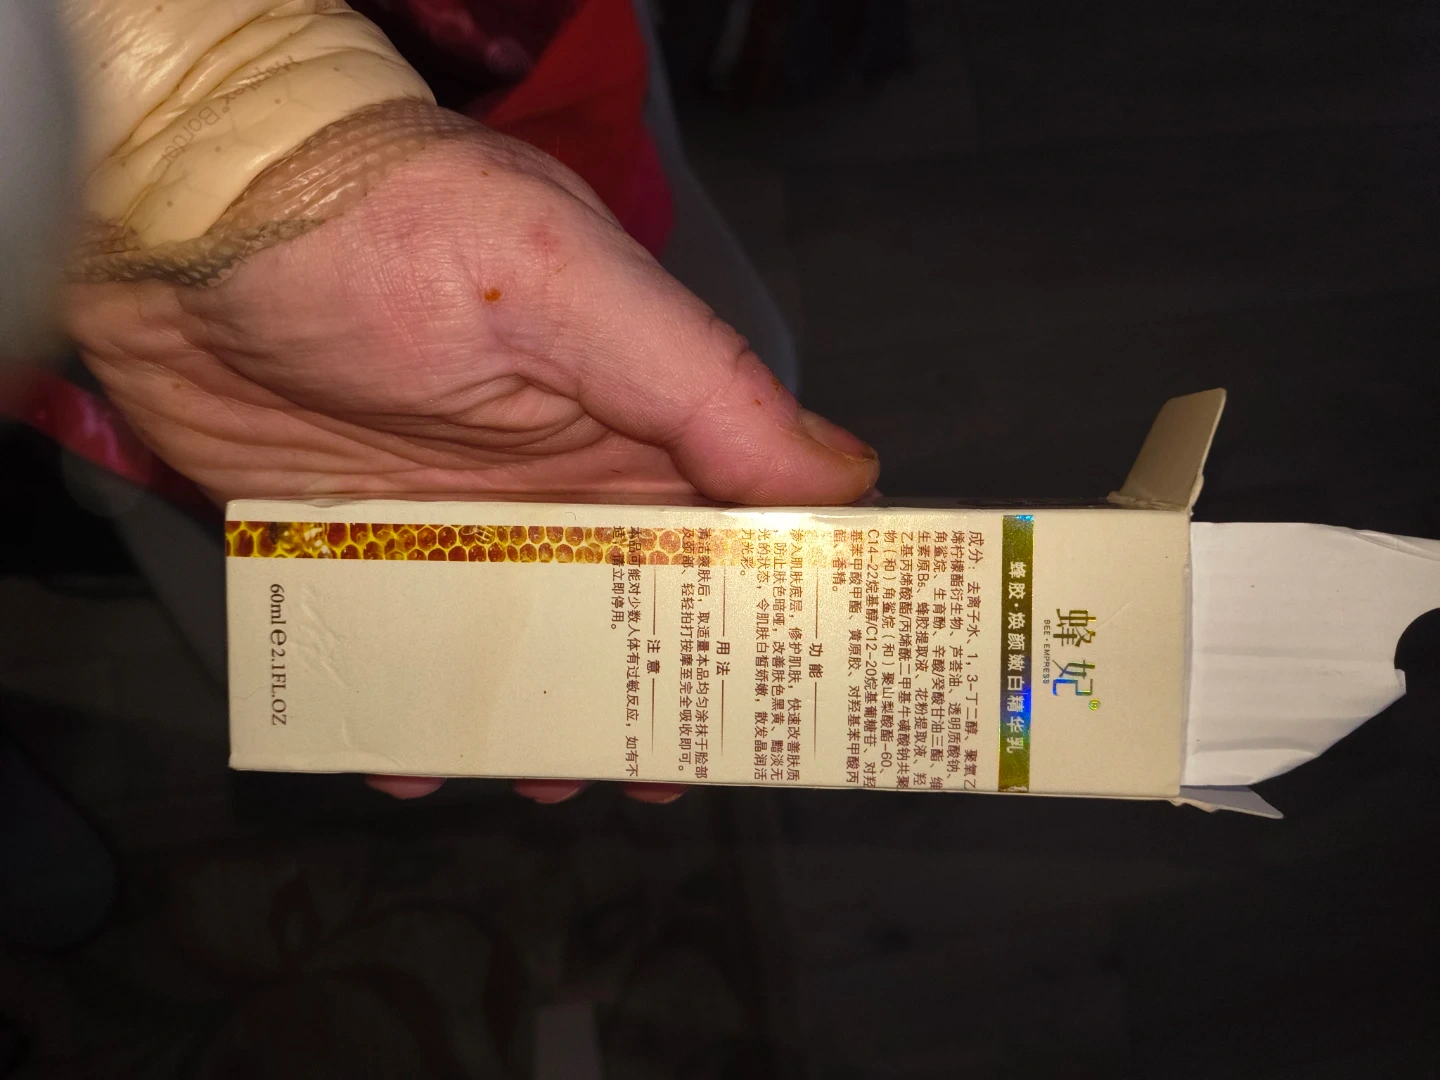 Mepilex® Border
蜂妃®
BEE·EMPRESS
蜂胶·焕颜嫩白精华乳
成分：去离子水、1，3-丁二醇、聚氧乙
烯柠檬酯衍生物、芦荟油、透明质酸钠、
角鲨烷、生育酚、辛酸/癸酸甘油三酯、维
生素原B₅、蜂胶提取液、花粉提取液、羟
乙基丙烯酸酯/丙烯酰二甲基牛磺酸钠共聚
物（和）角鲨烷（和）聚山梨酸酯-60、
C14-22烷基醇/C12-20烷基葡糖苷、对羟
基苯甲酸甲酯、黄原胶、对羟基苯甲酸丙
酯、香精。
功能
渗入肌肤底层，修护肌肤，快速改善肤质
，防止肤色暗哑，改善肤色黑黄、黯淡无
光的状态，令肌肤白皙娇嫩，散发晶润活
力光彩。
用法
清洁爽肤后，取适量本品均匀涂抹于脸部
及颈部、轻轻拍打按摩至完全吸收即可。
注意
本品可能对少数人体有过敏反应，如有不
适，请立即停用。
60ml℮2.1FL.OZ